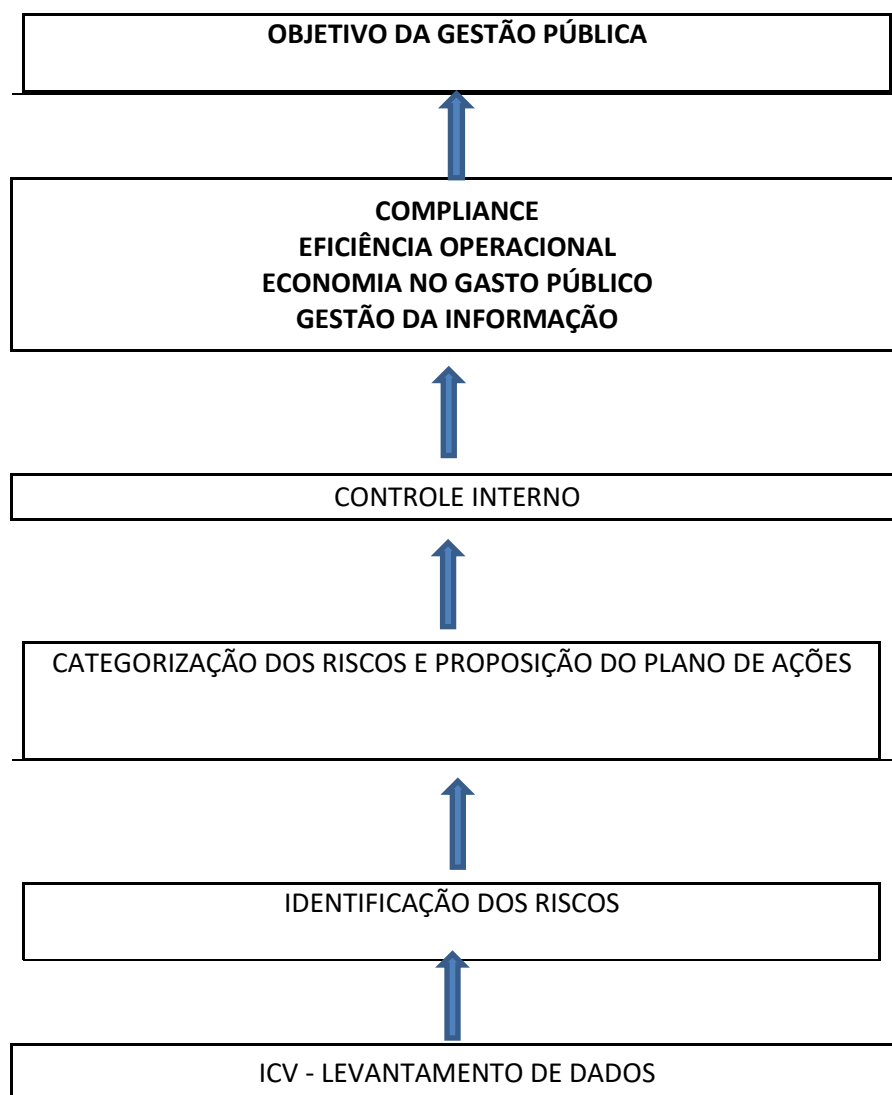 OBJETIVO DA GESTÃO PÚBLICA
COMPLIANCE
EFICIÊNCIA OPERACIONAL
ECONOMIA NO GASTO PÚBLICO
GESTÃO DA INFORMAÇÃO
CONTROLE INTERNO
CATEGORIZAÇÃO DOS RISCOS E PROPOSIÇÃO DO PLANO DE AÇÕES
IDENTIFICAÇÃO DOS RISCOS
ICV - LEVANTAMENTO DE DADOS